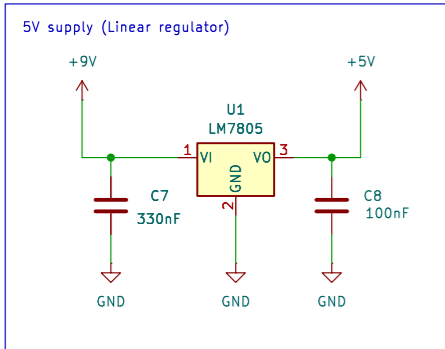 5V supply (Linear regulator)
+9V
+5V
U1
LM7805
1
VI
VO
3
GND
2
C7
330nF
C8
100nF
GND
GND
GND